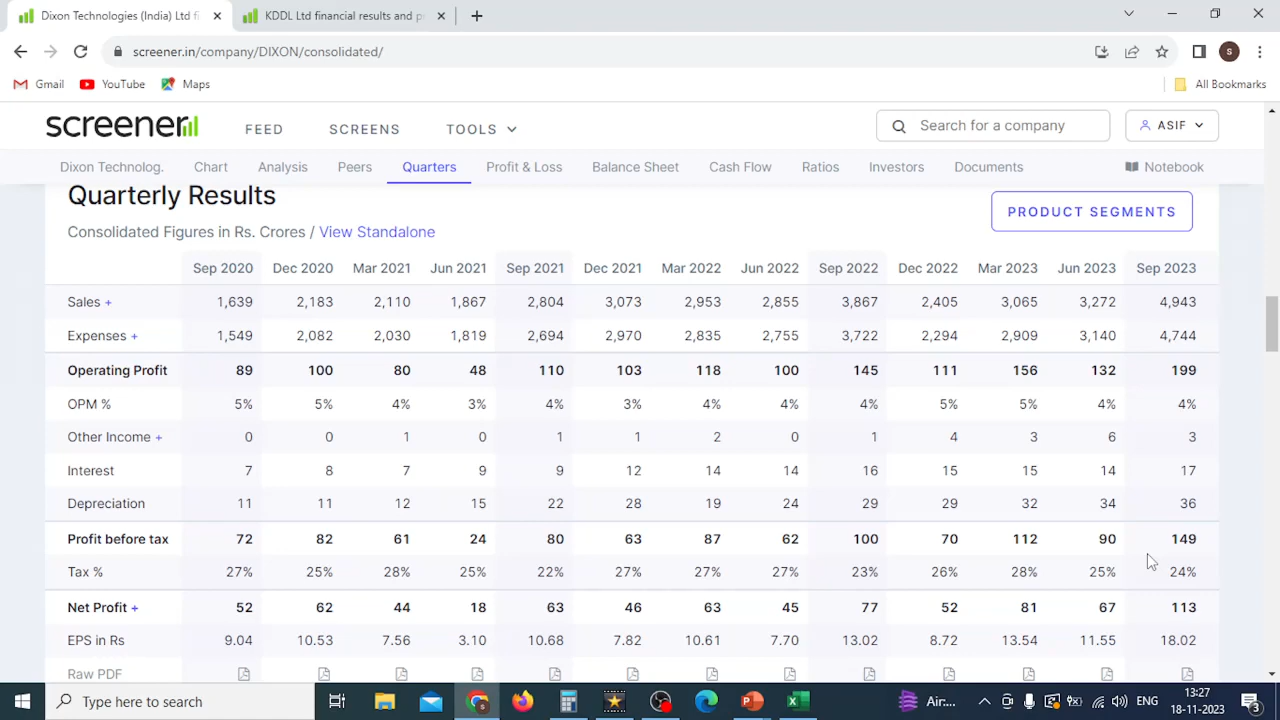 Dixon Technologies (India) Ltd fi
KDDL Ltd financial results and p
screener.in/company/DIXON/consolidated/
S
Gmail YouTube Maps All Bookmarks
screener FEED SCREENS TOOLS Search for a company ASIF
Dixon Technolog. Chart Analysis Peers Quarters Profit & Loss Balance Sheet Cash Flow Ratios Investors Documents Notebook
Quarterly Results
PRODUCT SEGMENTS
Consolidated Figures in Rs. Crores / View Standalone
Sep 2020 Dec 2020 Mar 2021 Jun 2021 Sep 2021 Dec 2021 Mar 2022 Jun 2022 Sep 2022 Dec 2022 Mar 2023 Jun 2023 Sep 2023
Sales + 1,639 2,183 2,110 1,867 2,804 3,073 2,953 2,855 3,867 2,405 3,065 3,272 4,943
Expenses + 1,549 2,082 2,030 1,819 2,694 2,970 2,835 2,755 3,722 2,294 2,909 3,140 4,744
Operating Profit 89 100 80 48 110 103 118 100 145 111 156 132 199
OPM % 5% 5% 4% 3% 4% 3% 4% 4% 4% 5% 5% 4% 4%
Other Income + 0 0 1 0 1 1 2 0 1 4 3 6 3
Interest 7 8 7 9 9 12 14 14 16 15 15 14 17
Depreciation 11 11 12 15 22 28 19 24 29 29 32 34 36
Profit before tax 72 82 61 24 80 63 87 62 100 70 112 90 149
Tax % 27% 25% 28% 25% 22% 27% 27% 27% 23% 26% 28% 25% 24%
Net Profit + 52 62 44 18 63 46 63 45 77 52 81 67 113
EPS in Rs 9.04 10.53 7.56 3.10 10.68 7.82 10.61 7.70 13.02 8.72 13.54 11.55 18.02
Raw PDF
Type here to search
Air...
ENG
13:27
18-11-2023
3